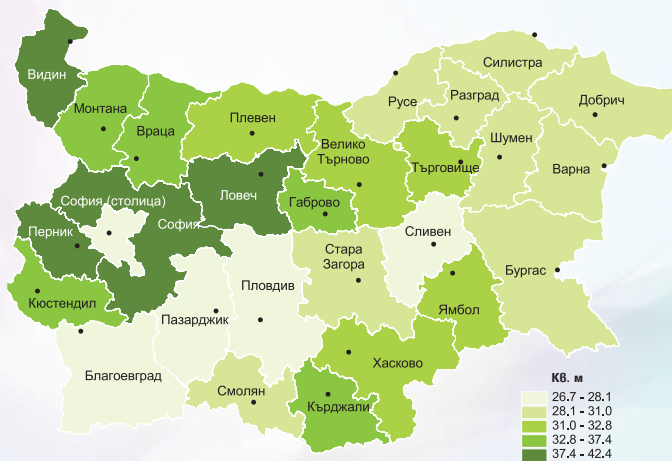 Видин
Монтана
Враца
Плевен
Велико
Търново
Русе
Силистра
Разград
Добрич
Шумен
Варна
Търговище
Ловеч
Габрово
София (столица)
София
Перник
Кюстендил
Сливен
Стара
Загора
Бургас
Ямбол
Пловдив
Пазарджик
Благоевград
Смолян
Хасково
Кърджали
Кв. м
26.7 - 28.1
28.1 - 31.0
31.0 - 32.8
32.8 - 37.4
37.4 - 42.4